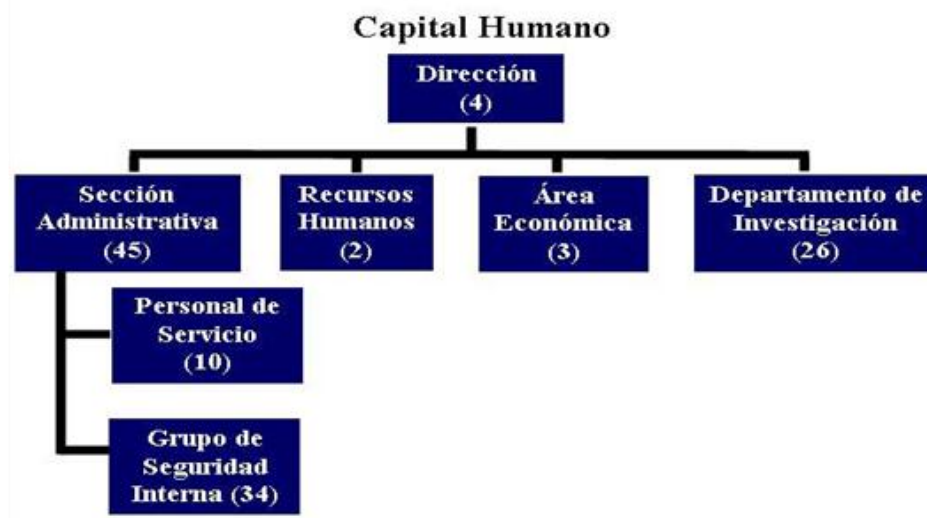 Capital Humano
Dirección
(4)
Sección
Administrativa
(45)
Recursos
Humanos
(2)
Área
Económica
(3)
Departamento de
Investigación
(26)
Personal de
Servicio
(10)
Grupo de
Seguridad
Interna (34)